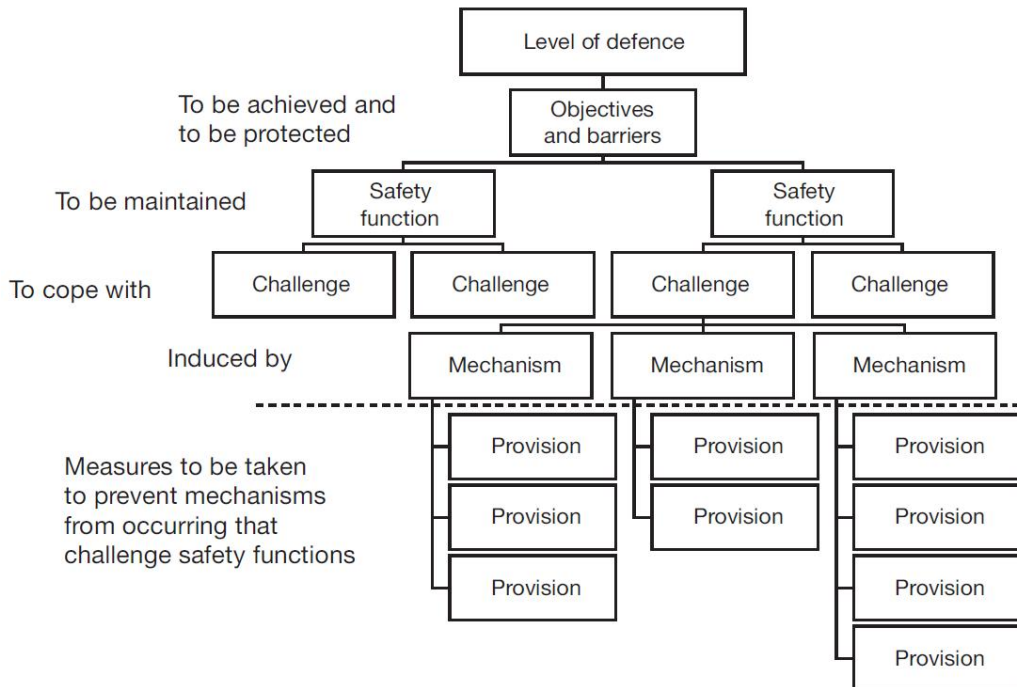 Level of defence
To be achieved and
to be protected
Objectives
and barriers
To be maintained
Safety
function
Safety
function
To cope with
Challenge
Challenge
Challenge
Challenge
Induced by
Mechanism
Mechanism
Mechanism
Measures to be taken
to prevent mechanisms
from occurring that
challenge safety functions
Provision
Provision
Provision
Provision
Provision
Provision
Provision
Provision
Provision